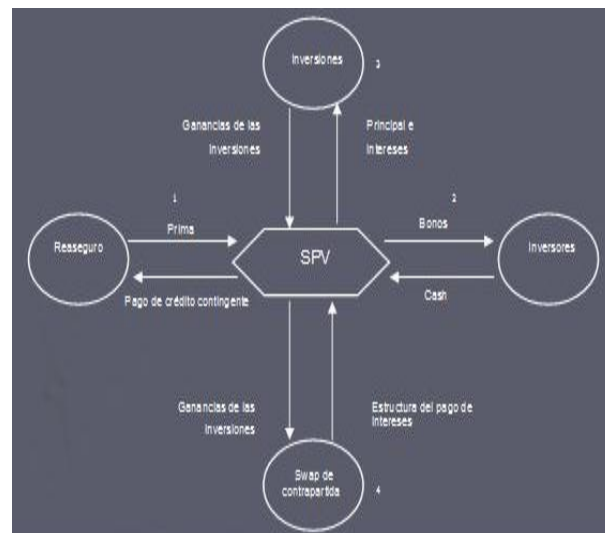 Inversiones
3
Ganancias de las
Inversiones
Principal e
Intereses
1
2
Reaseguro
Prima
SPV
Bonos
Inversores
Pago de crédito contingente
Cash
Ganancias de las
Inversiones
Estructura del pago de
Intereses
Swap de
contrapartida
4